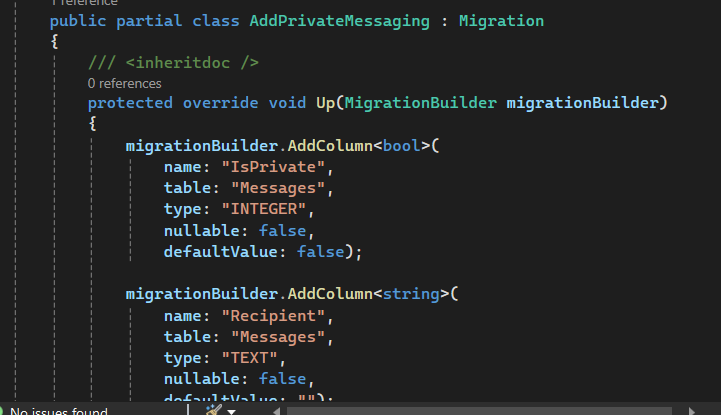 1 reference
public partial class AddPrivateMessaging : Migration
{
/// <inheritdoc />
0 references
protected override void Up(MigrationBuilder migrationBuilder)
{
migrationBuilder.AddColumn<bool>(
name: "IsPrivate",
table: "Messages",
type: "INTEGER",
nullable: false,
defaultValue: false);
migrationBuilder.AddColumn<string>(
name: "Recipient",
table: "Messages",
type: "TEXT",
nullable: false,
defaultValue: "");
No issues found